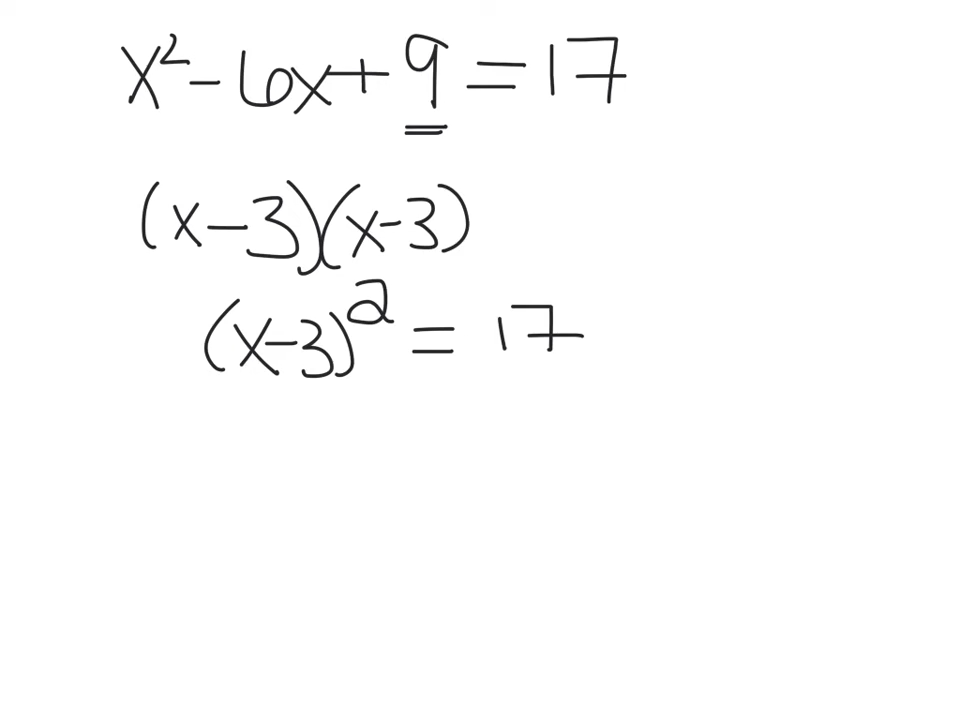 x² - 6x + 9 = 17
(x - 3)(x - 3)
(x - 3)² = 17